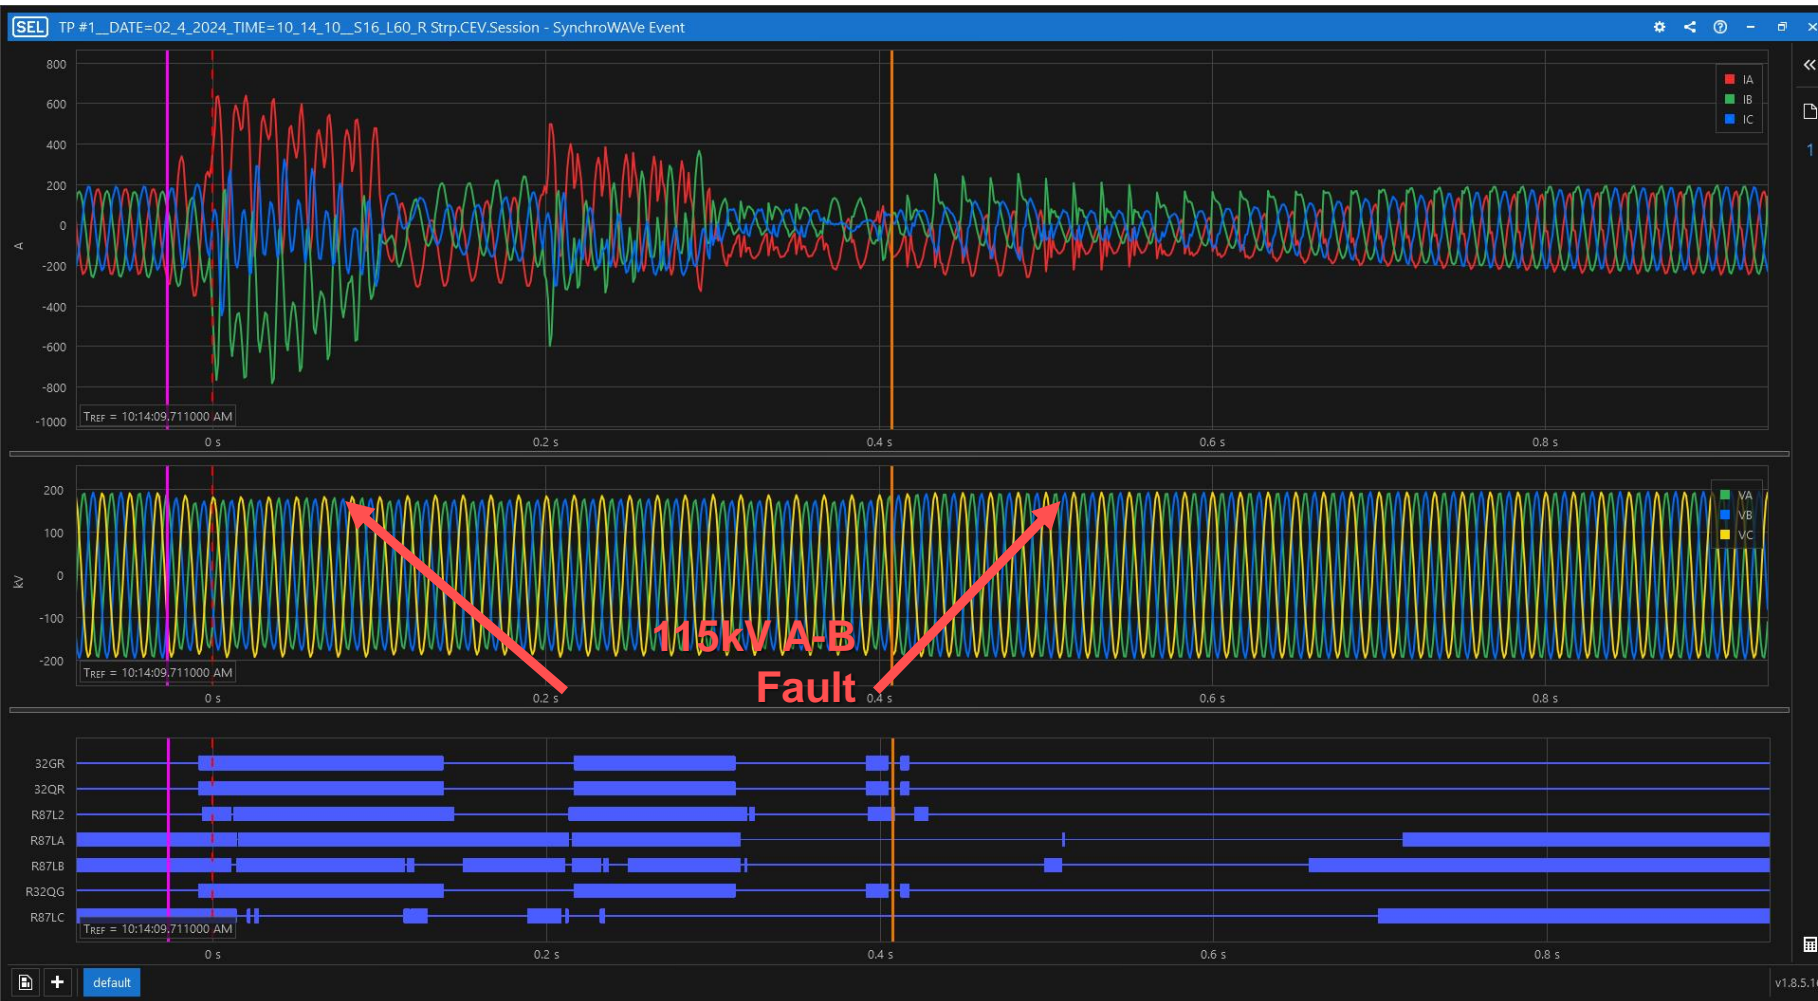 SEL TP #1__DATE=02_4_2024_TIME=10_14_10__S16_L60_R Strp.CEV.Session - SynchroWAVe Event
800
600
400
200
0
-200
-400
-600
-800
-1000
A
IA
IB
IC
1
TREF = 10:14:09.711000 AM
0 s
0.2 s
0.4 s
0.6 s
0.8 s
200
100
0
-100
-200
kV
VA
VB
VC
115kV A-B
Fault
TREF = 10:14:09.711000 AM
0 s
0.2 s
0.4 s
0.6 s
0.8 s
32GR
32QR
R87L2
R87LA
R87LB
R32QG
R87LC
TREF = 10:14:09.711000 AM
0 s
0.2 s
0.4 s
0.6 s
0.8 s
default